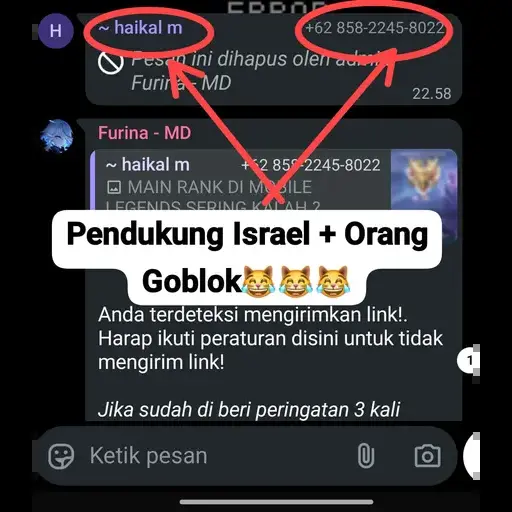 ERROR
H
~ haikal m
+62 858-2245-8022
Pesan ini dihapus oleh admin
Furina - MD
22.58
Furina - MD
~ haikal m
+62 858-2245-8022
MAIN RANK DI MOBILE
LEGENDS SERING KALAH ?
Pendukung Israel + Orang
Goblok😹😹😹
Anda terdeteksi mengirimkan link!.
Harap ikuti peraturan disini untuk tidak
mengirim link!
1
Jika sudah di beri peringatan 3 kali
Ketik pesan